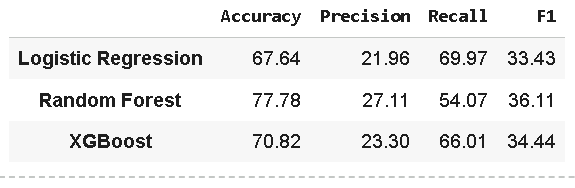 Accuracy Precision Recall F1
Logistic Regression 67.64 21.96 69.97 33.43
Random Forest 77.78 27.11 54.07 36.11
XGBoost 70.82 23.30 66.01 34.44